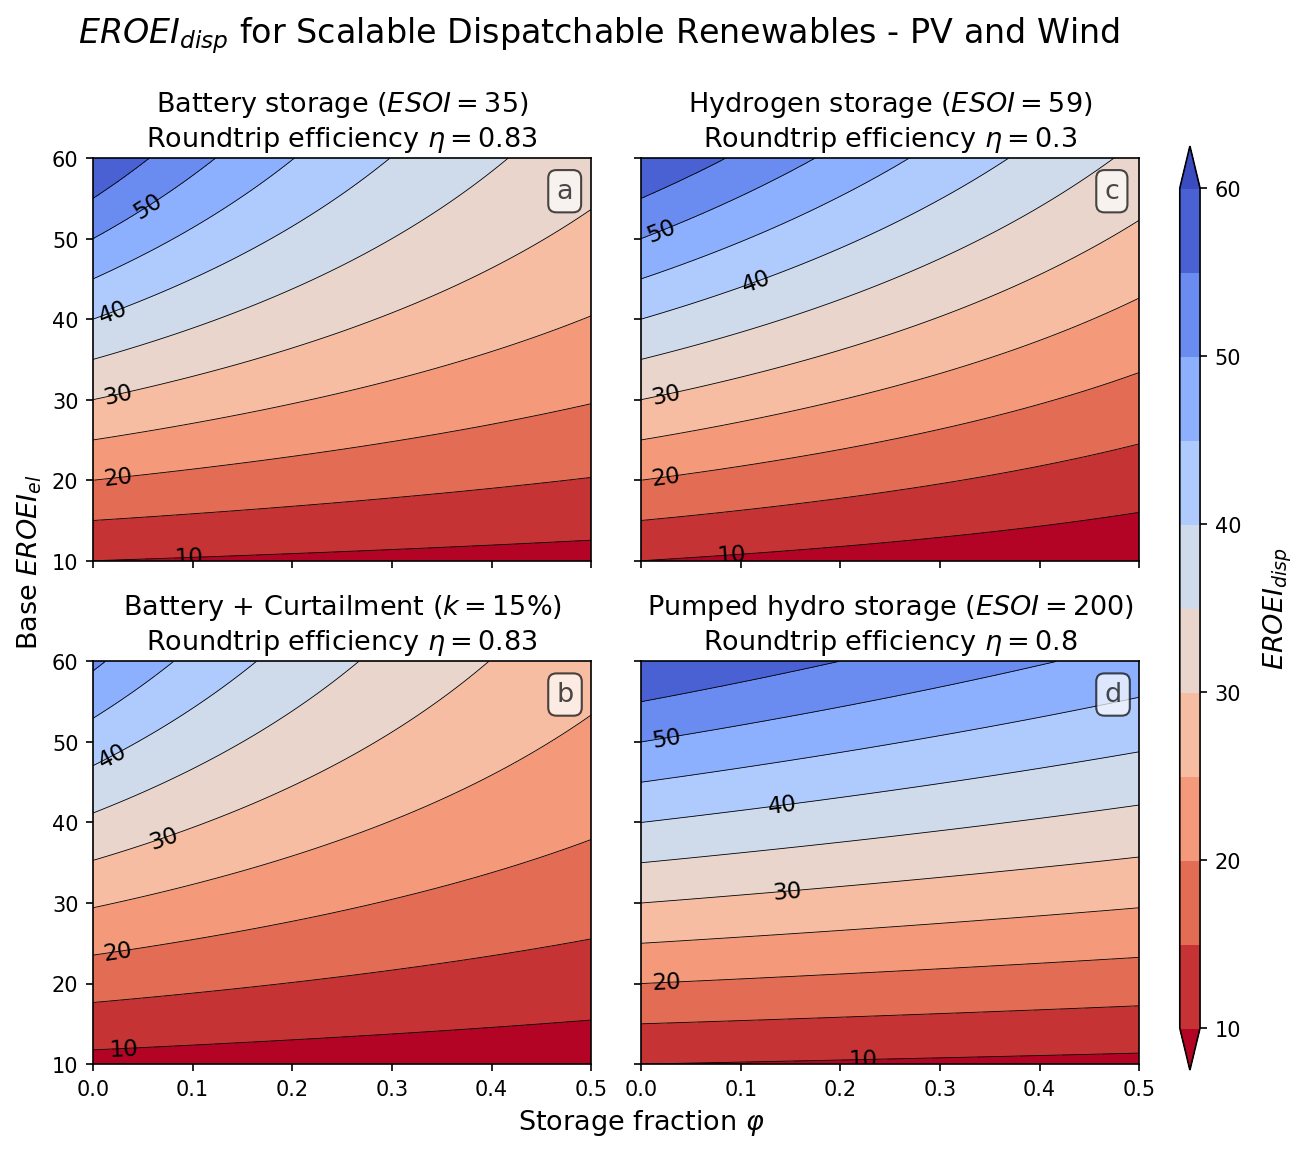 EROEI_disp for Scalable Dispatchable Renewables - PV and Wind
Battery storage (ESOI = 35)
Roundtrip efficiency η = 0.83
Hydrogen storage (ESOI = 59)
Roundtrip efficiency η = 0.3
60
50
40
30
20
10
50
40
30
20
10
a
50
40
30
20
10
c
Battery + Curtailment (k = 15%)
Roundtrip efficiency η = 0.83
Pumped hydro storage (ESOI = 200)
Roundtrip efficiency η = 0.8
60
50
40
30
20
10
40
30
20
10
b
50
40
30
20
10
d
0.0 0.1 0.2 0.3 0.4 0.5
0.0 0.1 0.2 0.3 0.4 0.5
Base EROEI_el
Storage fraction φ
60
50
40
30
20
10
EROEI_disp